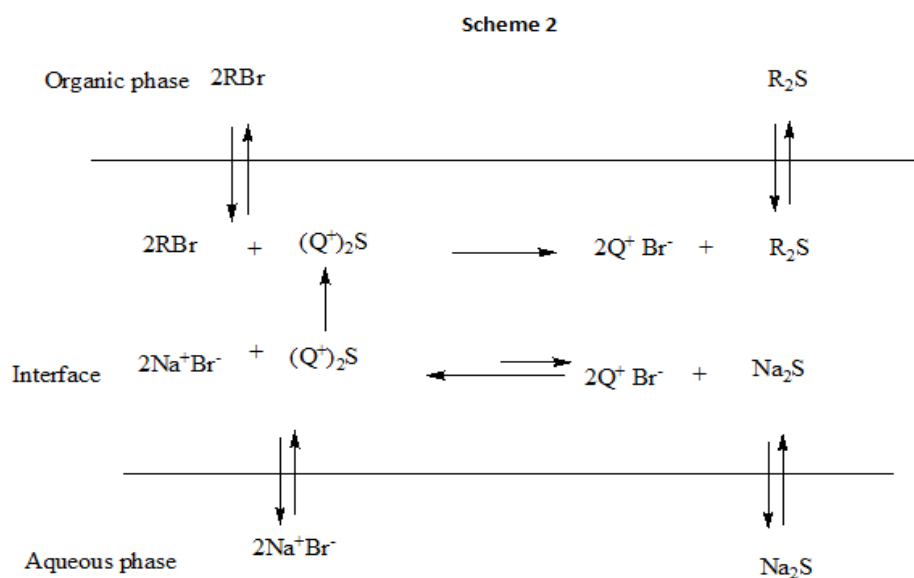 Scheme 2
Organic phase 2RBr R₂S
2RBr + (Q⁺)₂S 2Q⁺ Br⁻ + R₂S
Interface 2Na⁺Br⁻ + (Q⁺)₂S 2Q⁺ Br⁻ + Na₂S
Aqueous phase 2Na⁺Br⁻ Na₂S